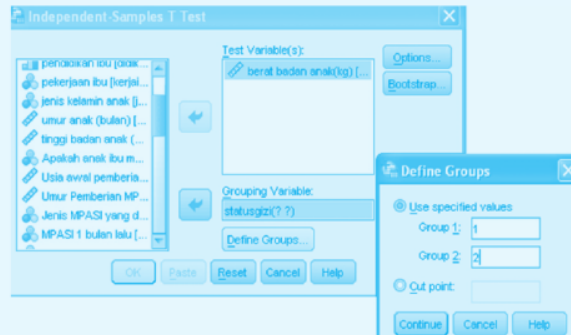 Independent-Samples T Test
pendidikan ibu [didik...
pekerjaan ibu [kerjai...
jenis kelamin anak [j...
umur anak (bulan) [...
tinggi badan anak (...
Apakah anak ibu m...
Usia awal pemberia...
Umur Pemberian MP...
Jenis MPASI yang d...
MPASI 1 bulan lalu [...
Test Variable(s):
berat badan anak(kg) [...
Grouping Variable:
statusgizi(? ?)
Define Groups...
Options...
Bootstrap...
OK Paste Reset Cancel Help
Define Groups
Use specified values
Group 1: 1
Group 2: 2
Cut point:
Continue Cancel Help